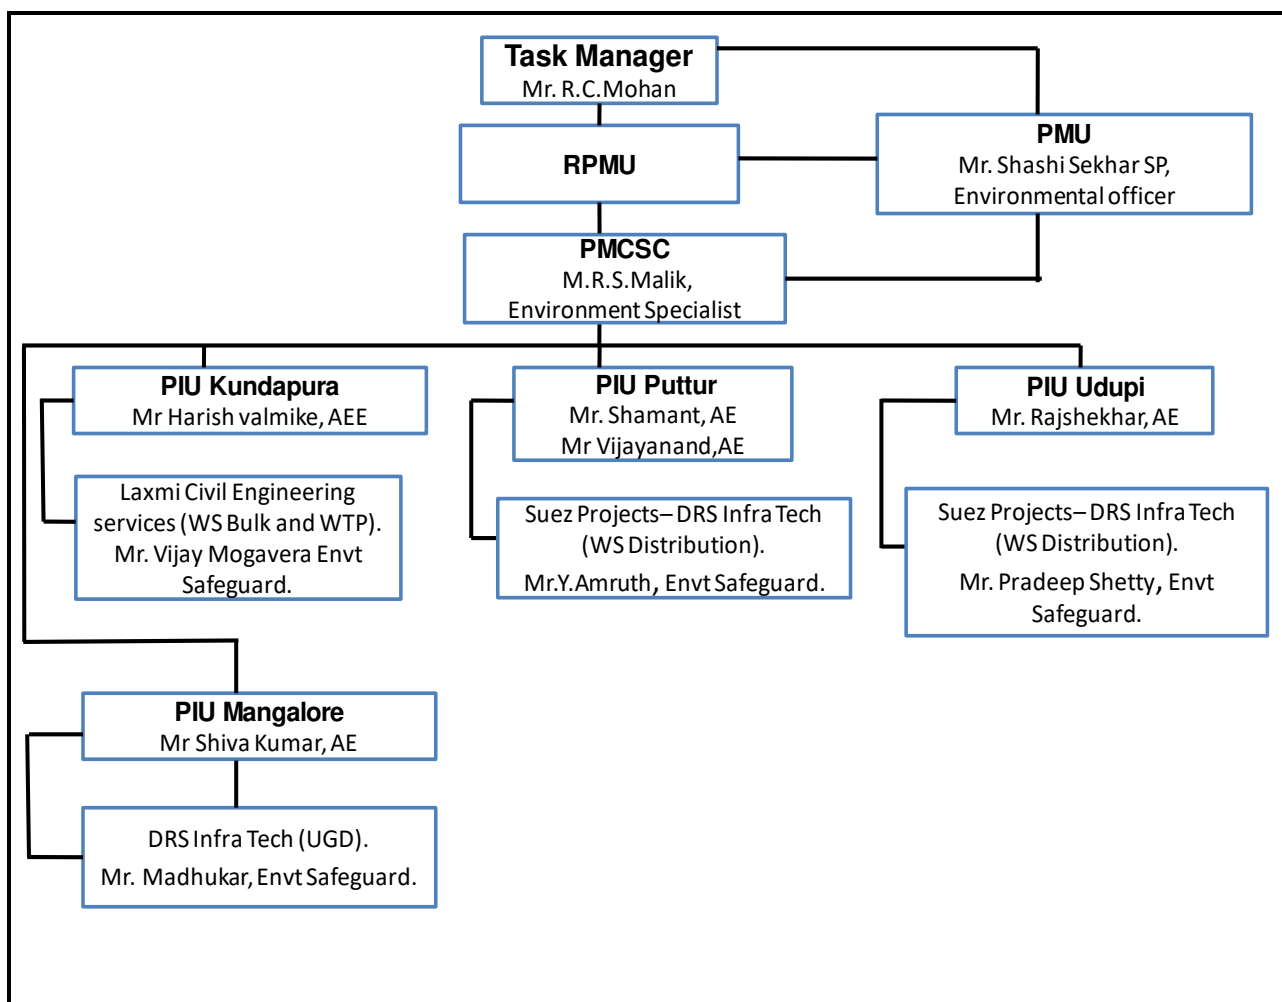 Task Manager
Mr. R.C.Mohan
RPMU
PMU
Mr. Shashi Sekhar SP,
Environmental officer
PMCSC
M.R.S.Malik,
Environment Specialist
PIU Kundapura
Mr Harish valmike, AEE
Laxmi Civil Engineering
services (WS Bulk and WTP).
Mr. Vijay Mogavera Envt
Safeguard.
PIU Puttur
Mr. Shamant, AE
Mr Vijayanand,AE
Suez Projects– DRS Infra Tech
(WS Distribution).
Mr.Y.Amruth, Envt Safeguard.
PIU Udupi
Mr. Rajshekhar, AE
Suez Projects– DRS Infra Tech
(WS Distribution).
Mr. Pradeep Shetty, Envt
Safeguard.
PIU Mangalore
Mr Shiva Kumar, AE
DRS Infra Tech (UGD).
Mr. Madhukar, Envt Safeguard.